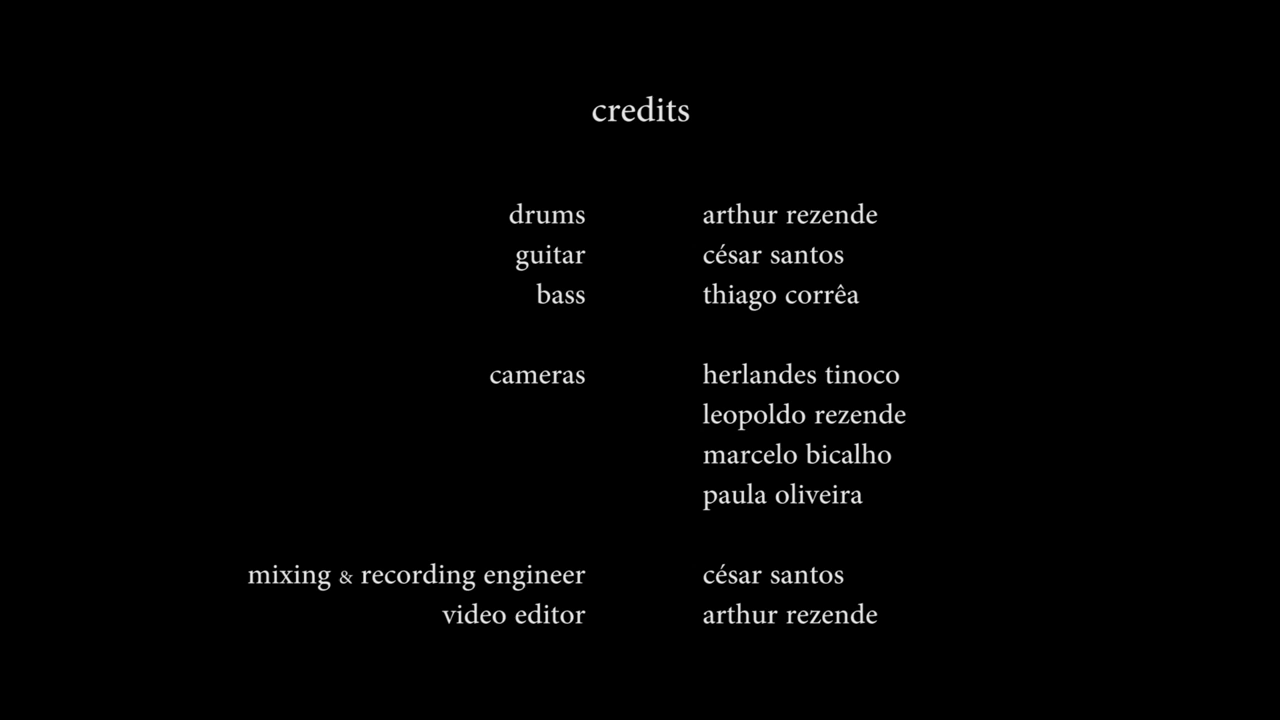 credits
drums arthur rezende
guitar césar santos
bass thiago corrêa
cameras herlandes tinoco
leopoldo rezende
marcelo bicalho
paula oliveira
mixing & recording engineer césar santos
video editor arthur rezende